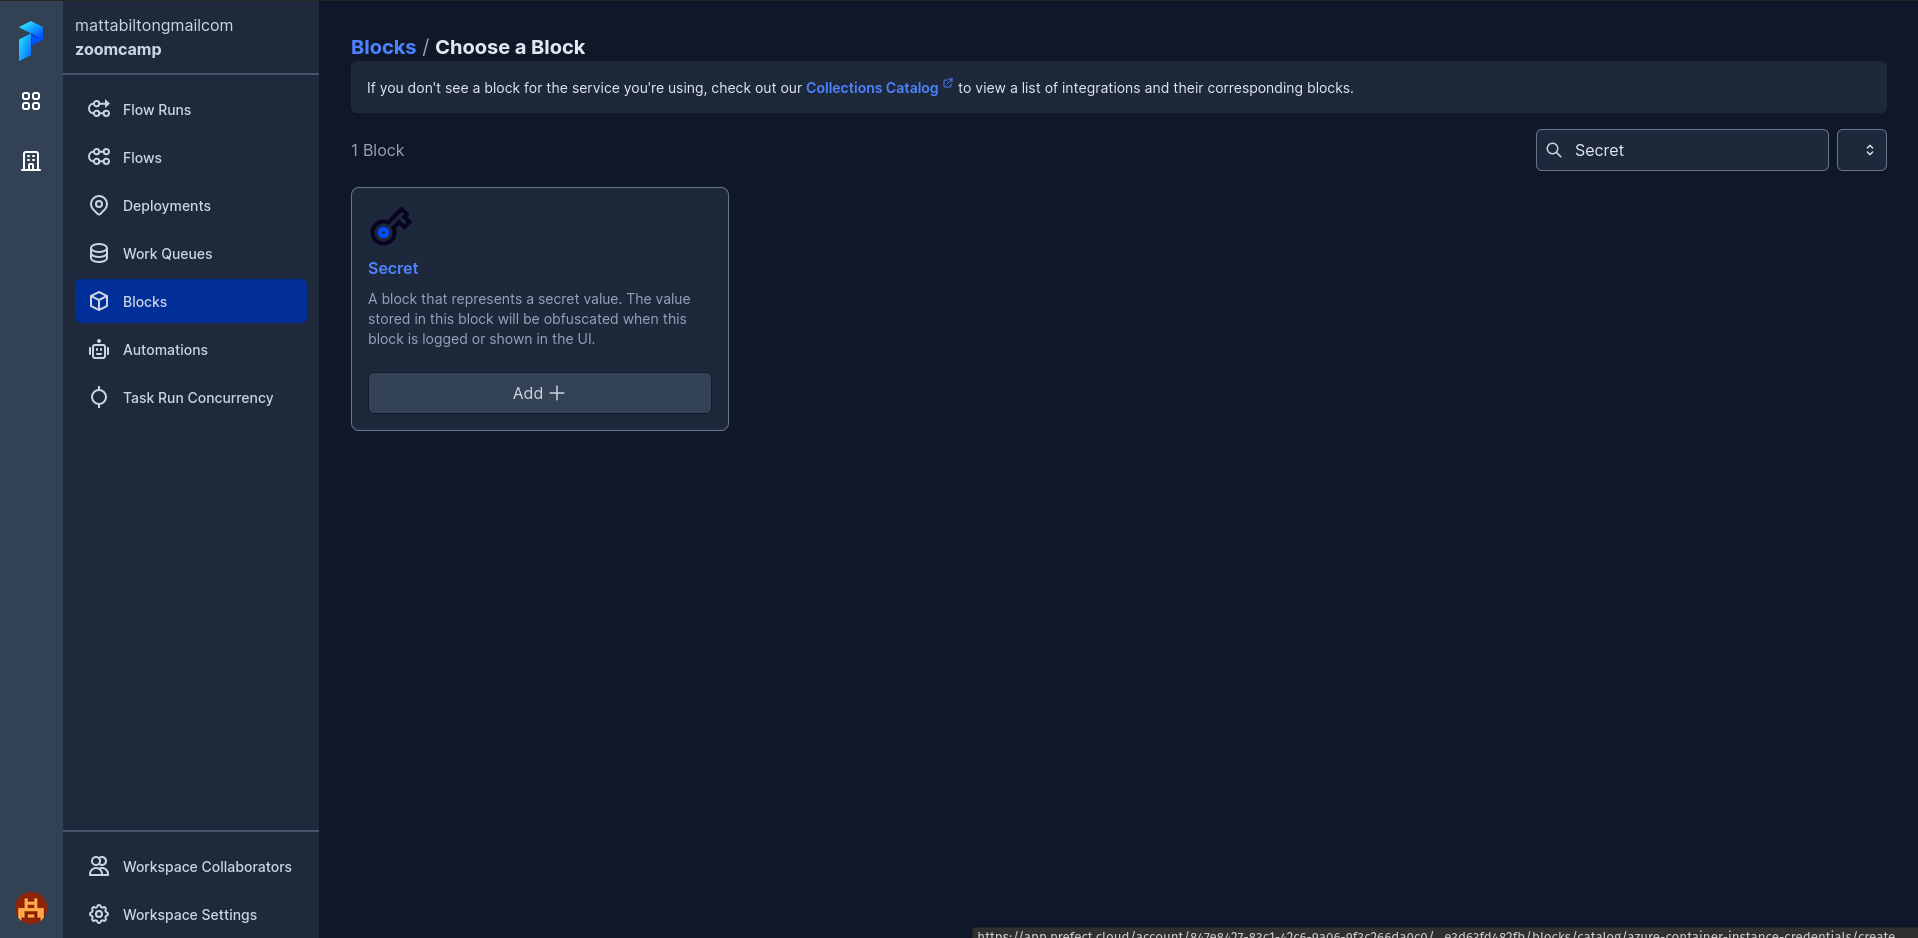 mattabiltongmailcom
zoomcamp
Flow Runs
Flows
Deployments
Work Queues
Blocks
Automations
Task Run Concurrency
Workspace Collaborators
Workspace Settings
Blocks / Choose a Block
If you don't see a block for the service you're using, check out our Collections Catalog to view a list of integrations and their corresponding blocks.
1 Block
Secret
Secret
A block that represents a secret value. The value
stored in this block will be obfuscated when this
block is logged or shown in the UI.
Add